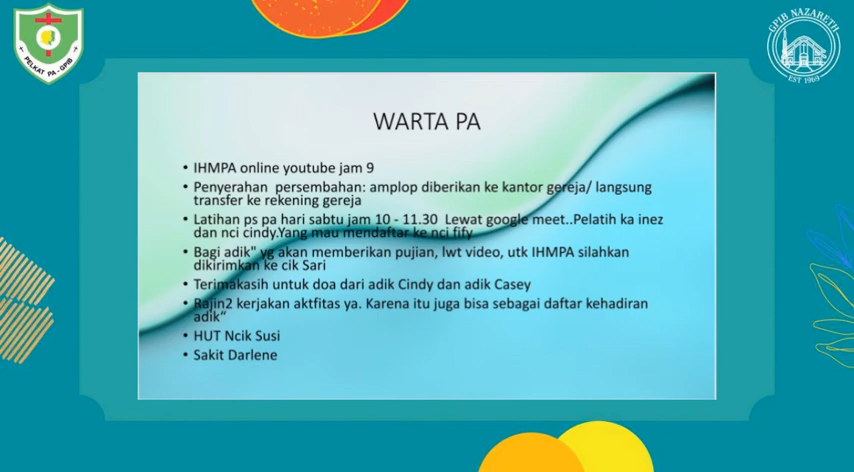 PELKAT PA - GPIB
GPIB NAZARETH
EST 1969
WARTA PA
• IHMPA online youtube jam 9
• Penyerahan  persembahan: amplop diberikan ke kantor gereja/ langsung
transfer ke rekening gereja
• Latihan ps pa hari sabtu jam 10 - 11.30  Lewat google meet..Pelatih ka inez
dan nci cindy.Yang mau mendaftar ke nci fify
• Bagi adik" yg akan memberikan pujian, lwt video, utk IHMPA silahkan
dikirimkan ke cik Sari
• Terimakasih untuk doa dari adik Cindy dan adik Casey
• Rajin2 kerjakan aktfitas ya. Karena itu juga bisa sebagai daftar kehadiran
adik“
• HUT Ncik Susi
• Sakit Darlene